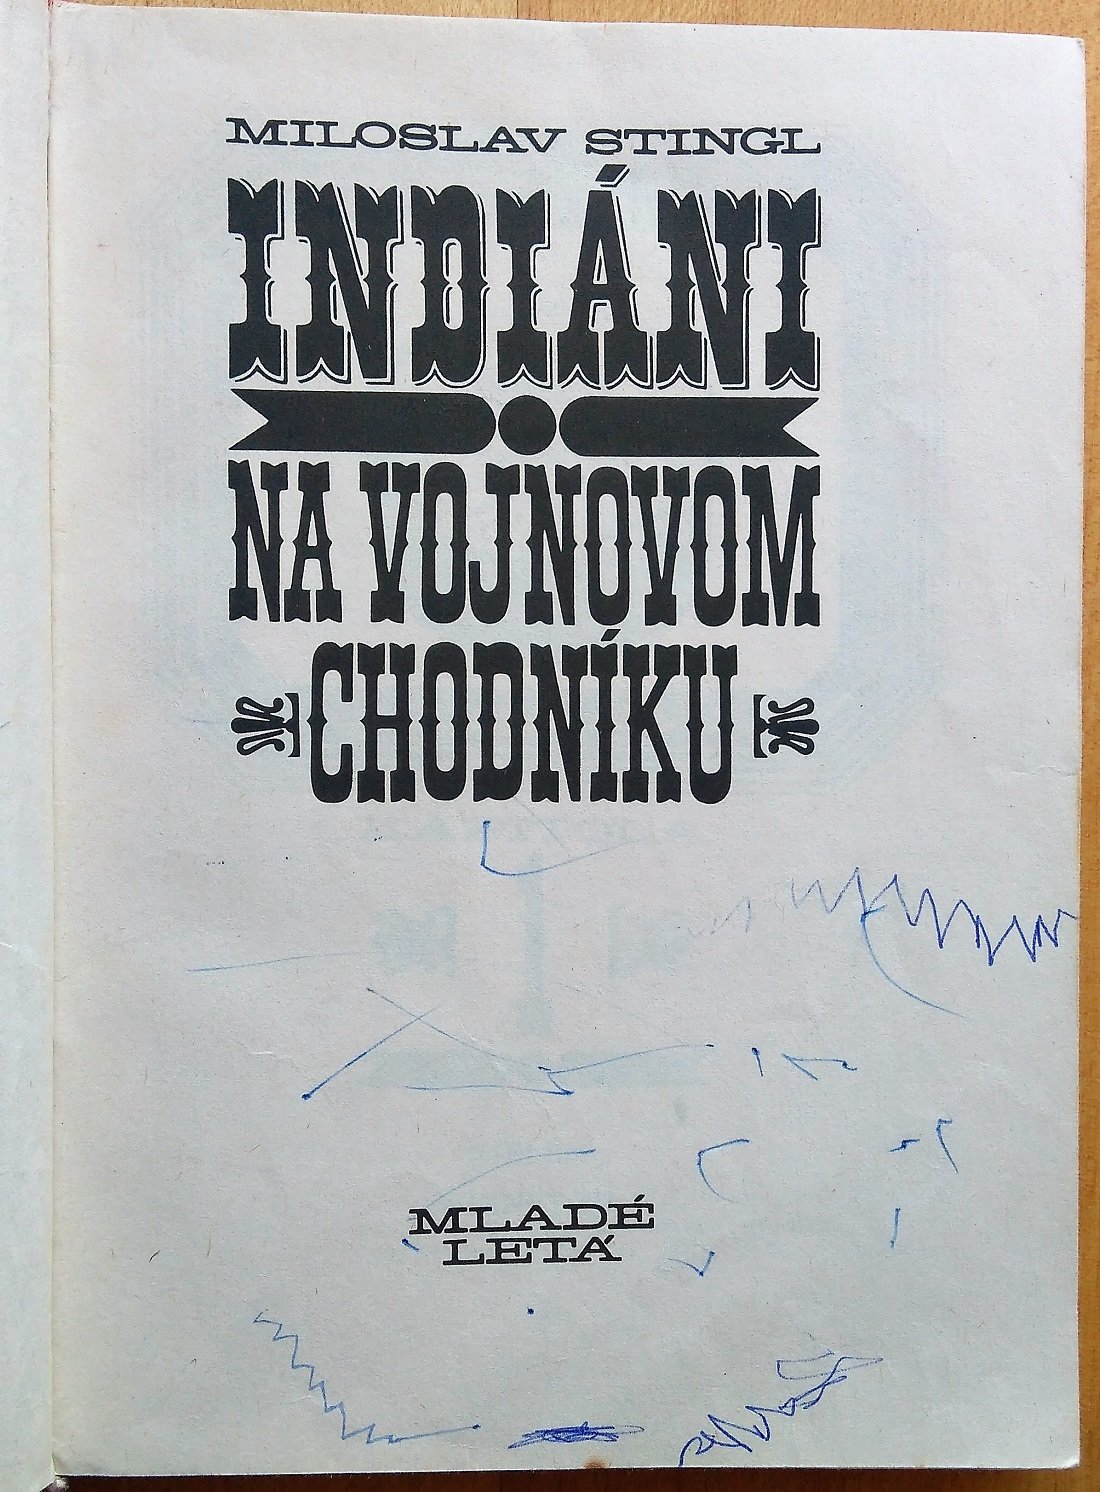 MILOSLAV STINGL
INDIÁNI
NA VOJNOVOM
CHODNÍKU
MLADÉ
LETÁ